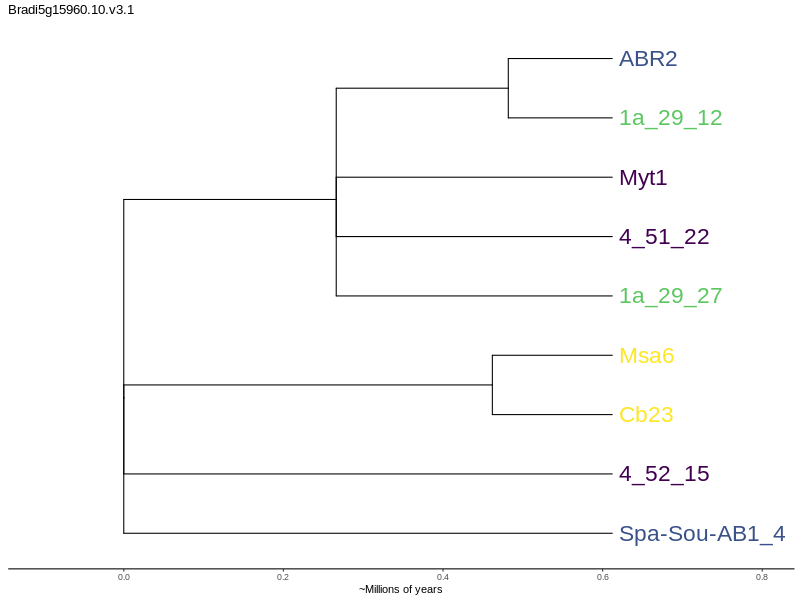 Bradi5g15960.10.v3.1
ABR2
1a_29_12
Myt1
4_51_22
1a_29_27
Msa6
Cb23
4_52_15
Spa-Sou-AB1_4
0.0 0.2 0.4 0.6 0.8
~Millions of years